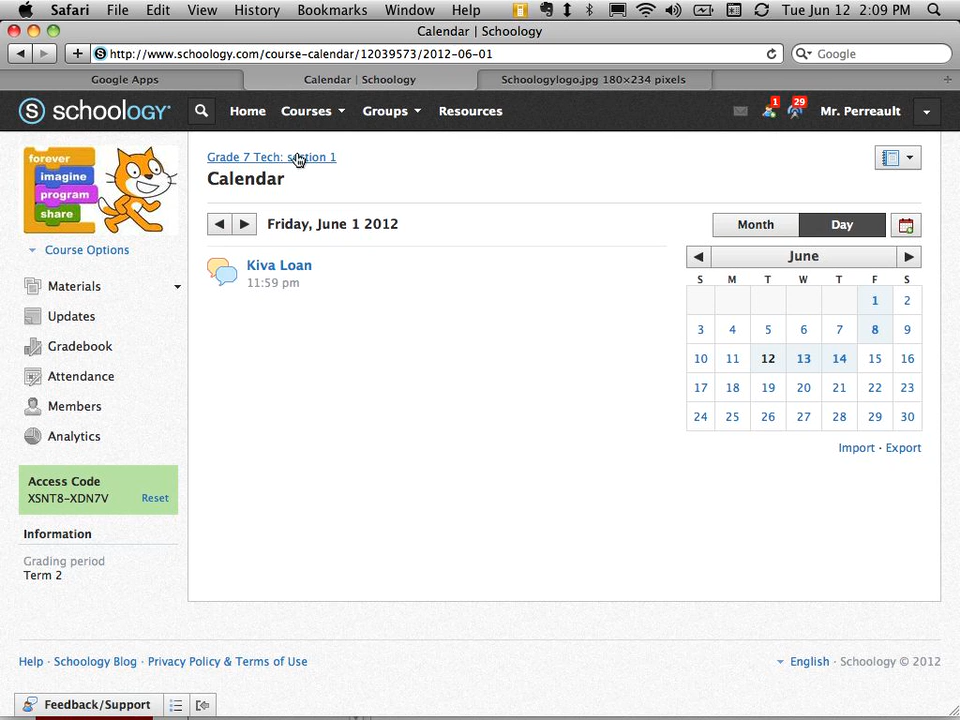 Safari File Edit View History Bookmarks Window Help Tue Jun 12 2:09 PM
Calendar | Schoology
http://www.schoology.com/course-calendar/12039573/2012-06-01 Google
Google Apps Calendar | Schoology Schoologylogo.jpg 180×234 pixels
S schoology Home Courses Groups Resources 1 29 Mr. Perreault
forever
imagine
program
share
Course Options
Materials
Updates
Gradebook
Attendance
Members
Analytics
Access Code
XSNT8-XDN7V Reset
Information
Grading period
Term 2
Grade 7 Tech: section 1
Calendar
Friday, June 1 2012 Month Day
Kiva Loan
11:59 pm
June
S M T W T F S
1 2
3 4 5 6 7 8 9
10 11 12 13 14 15 16
17 18 19 20 21 22 23
24 25 26 27 28 29 30
Import · Export
Help · Schoology Blog · Privacy Policy & Terms of Use English · Schoology © 2012
Feedback/Support